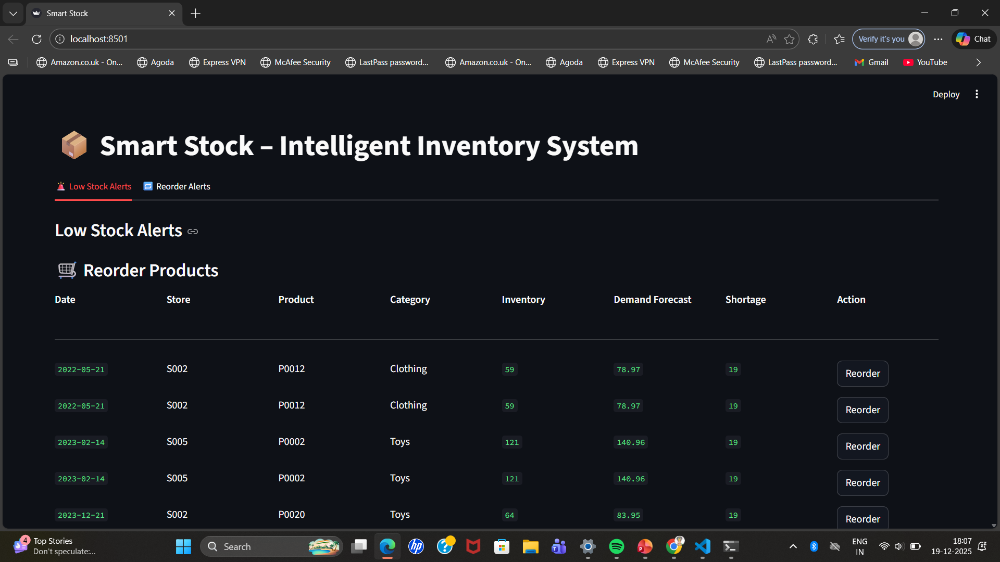 Smart Stock
localhost:8501
Verify it's you
Chat
Amazon.co.uk - On...
Agoda
Express VPN
McAfee Security
LastPass password...
Amazon.co.uk - On...
Agoda
Express VPN
McAfee Security
LastPass password...
Gmail
YouTube
Deploy
Smart Stock – Intelligent Inventory System
Low Stock Alerts
Reorder Alerts
Low Stock Alerts
Reorder Products
Date Store Product Category Inventory Demand Forecast Shortage Action
2022-05-21 S002 P0012 Clothing 59 78.97 19 Reorder
2022-05-21 S002 P0012 Clothing 59 78.97 19 Reorder
2023-02-14 S005 P0002 Toys 121 140.96 19 Reorder
2023-02-14 S005 P0002 Toys 121 140.96 19 Reorder
2023-12-21 S002 P0020 Toys 64 83.95 19 Reorder
4
Top Stories
Don't speculate:...
Search
hp
ENG
IN
18:07
19-12-2025